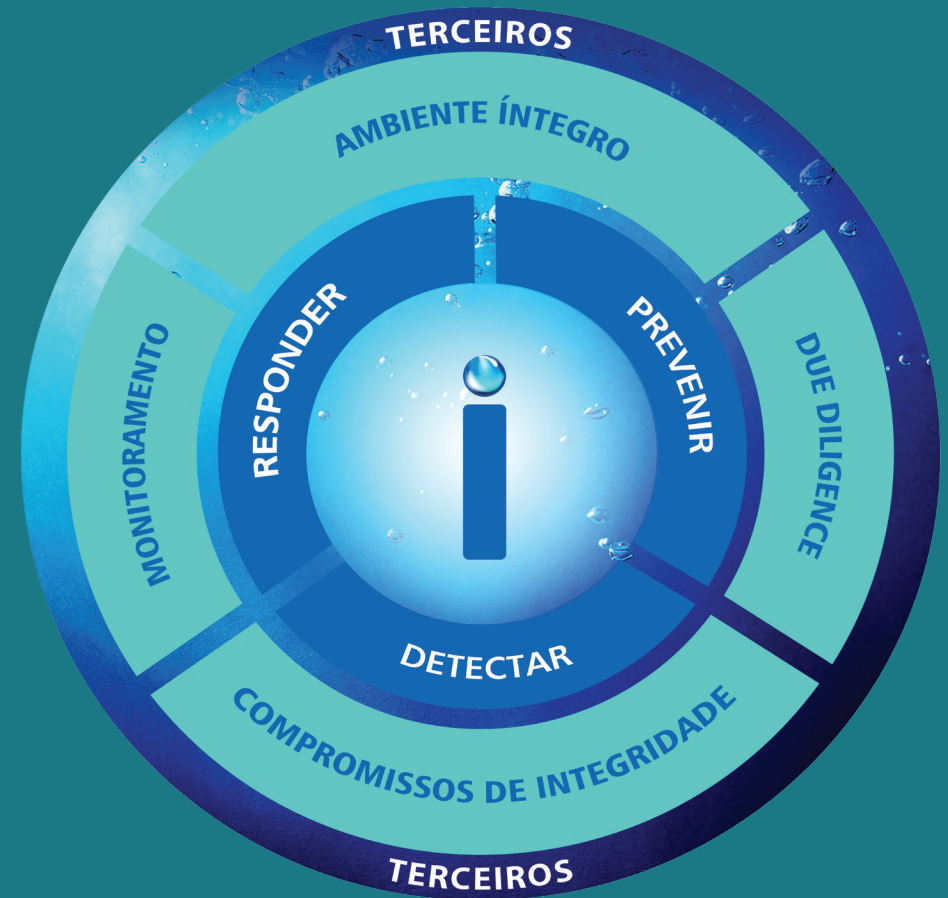 TERCEIROS
AMBIENTE ÍNTEGRO
RESPONDER
PREVENIR
MONITORAMENTO
DUE DILIGENCE
i
DETECTAR
COMPROMISSOS DE INTEGRIDADE
TERCEIROS